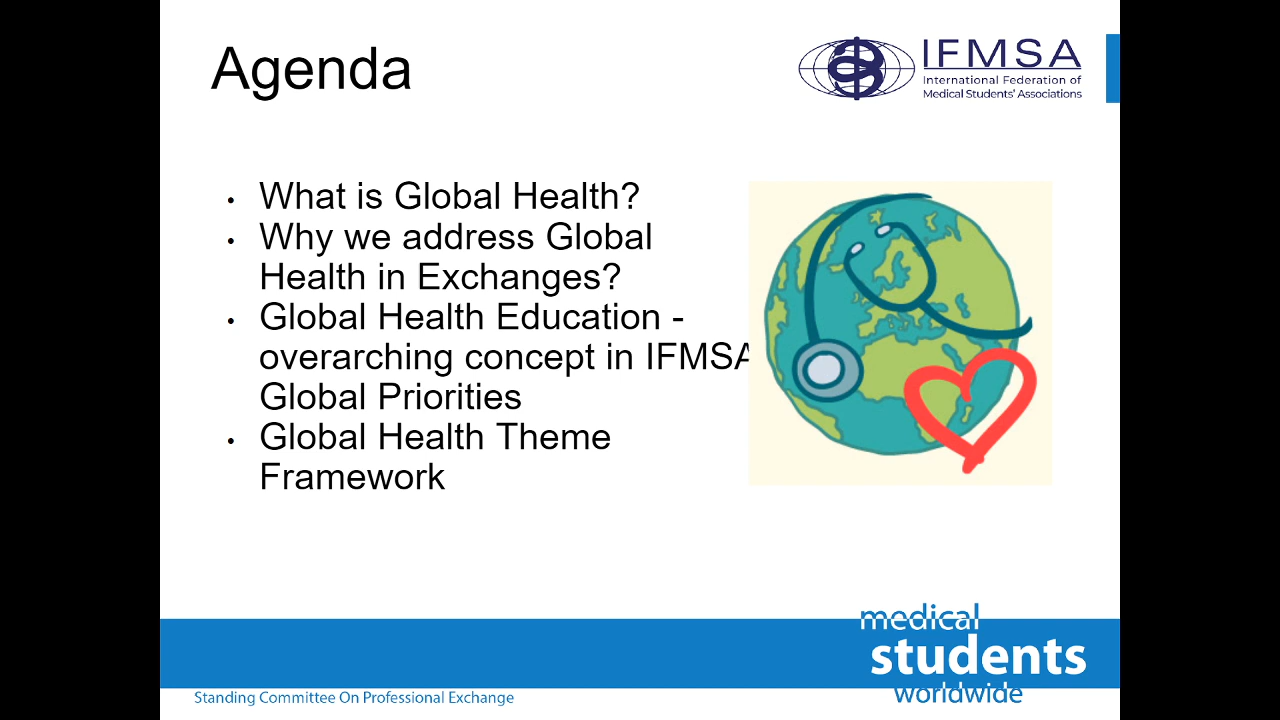 Agenda
IFMSA
International Federation of
Medical Students' Associations
• What is Global Health?
• Why we address Global
Health in Exchanges?
• Global Health Education -
overarching concept in IFMSA
Global Priorities
• Global Health Theme
Framework
medical
students
worldwide
Standing Committee On Professional Exchange